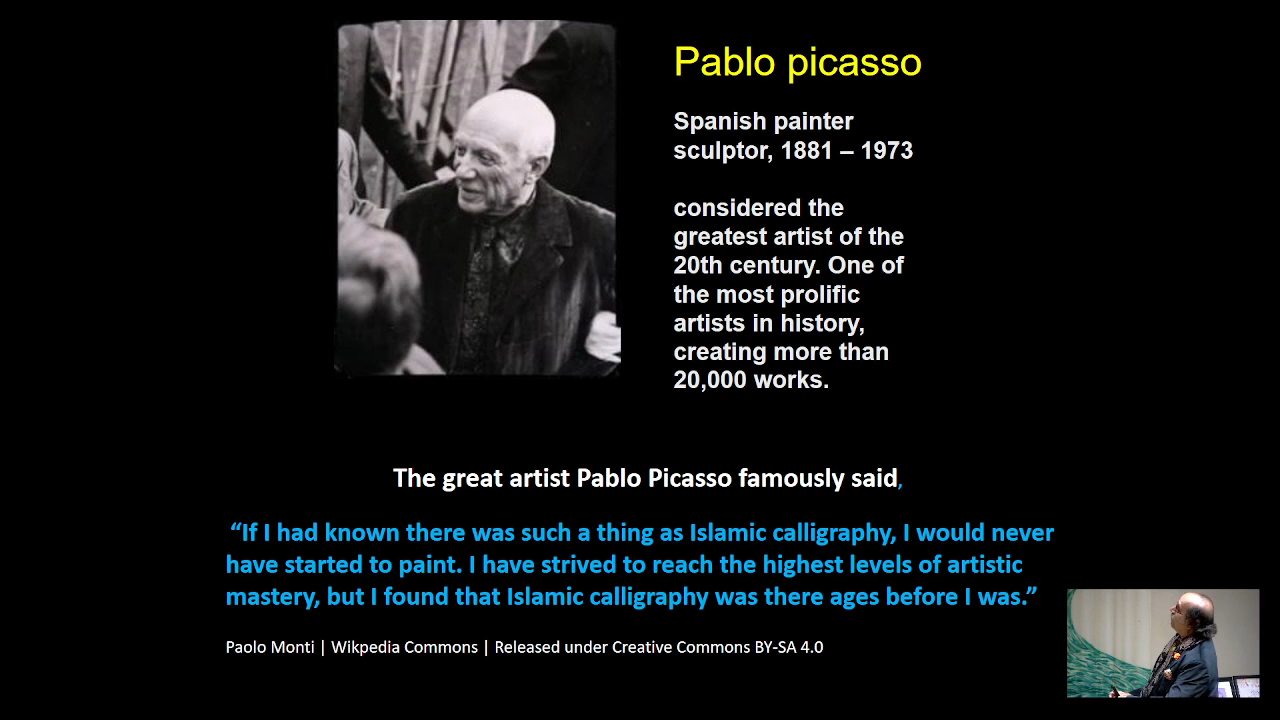 Pablo picasso
Spanish painter
sculptor, 1881 – 1973
considered the
greatest artist of the
20th century. One of
the most prolific
artists in history,
creating more than
20,000 works.
The great artist Pablo Picasso famously said,
“If I had known there was such a thing as Islamic calligraphy, I would never
have started to paint. I have strived to reach the highest levels of artistic
mastery, but I found that Islamic calligraphy was there ages before I was.”
Paolo Monti | Wikpedia Commons | Released under Creative Commons BY-SA 4.0